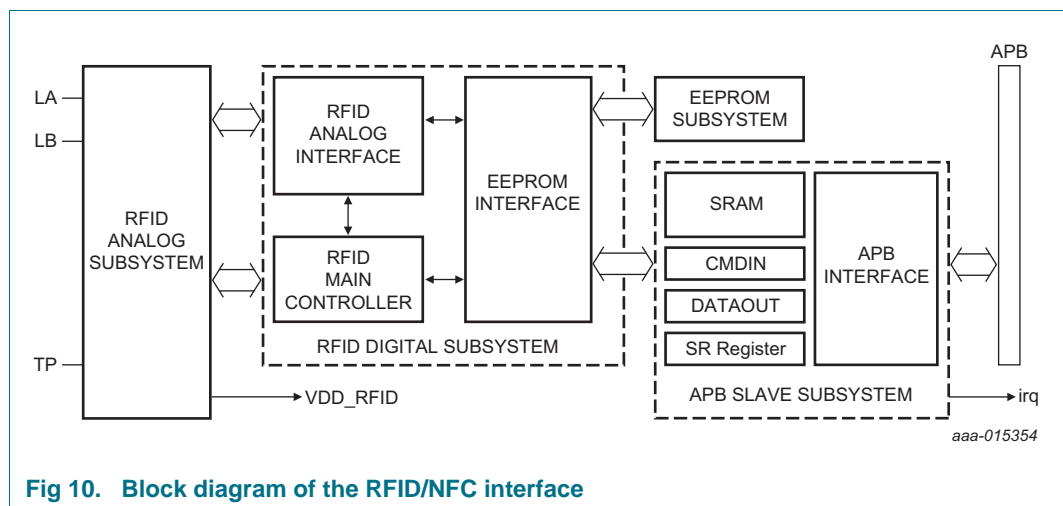 APB
LA
LB
TP
RFID
ANALOG
SUBSYSTEM
RFID
ANALOG
INTERFACE
RFID
MAIN
CONTROLLER
EEPROM
INTERFACE
RFID DIGITAL SUBSYSTEM
EEPROM
SUBSYSTEM
SRAM
CMDIN
DATAOUT
SR Register
APB
INTERFACE
APB SLAVE SUBSYSTEM
VDD_RFID
irq
aaa-015354
Fig 10. Block diagram of the RFID/NFC interface